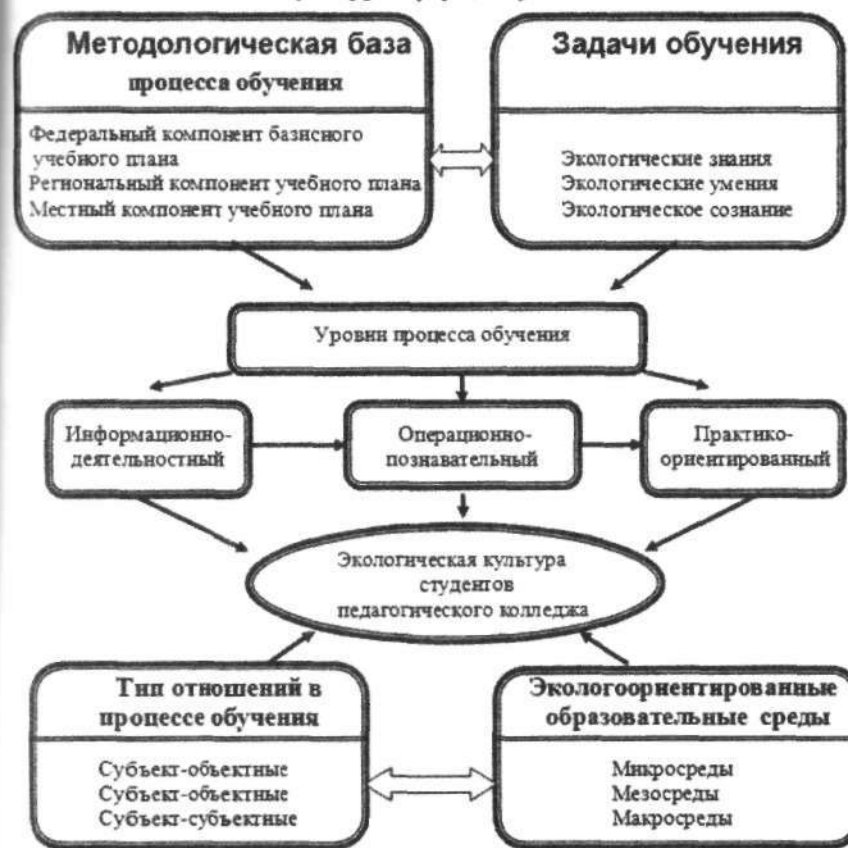 Методологическая база
процесса обучения
Федеральный компонент базисного
учебного плана
Региональный компонент учебного плана
Местный компонент учебного плана
Задачи обучения
Экологические знания
Экологические умения
Экологическое сознание
Уровни процесса обучения
Информационно-
деятельностный
Операционно-
познавательный
Практико-
ориентированный
Экологическая культура
студентов
педагогического колледжа
Тип отношений в
процессе обучения
Субъект-объектные
Субъект-объектные
Субъект-субъектные
Экологоориентированные
образовательные среды
Микросреды
Мезосреды
Макросреды